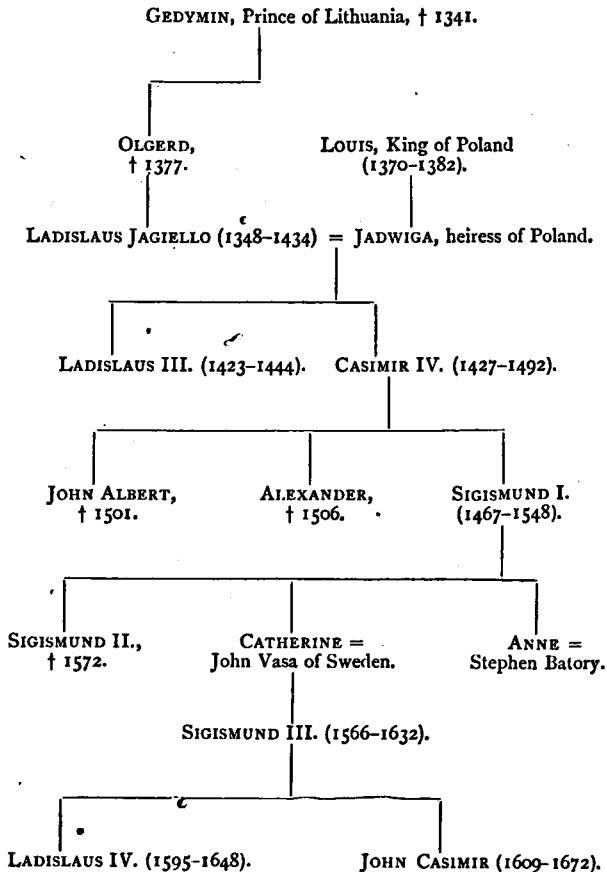 GEDYMIN, Prince of Lithuania, † 1341.
OLGERD,
† 1377.
LOUIS, King of Poland
(1370–1382).
LADISLAUS JAGIELLO (1348–1434) = JADWIGA, heiress of Poland.
LADISLAUS III. (1423–1444). CASIMIR IV. (1427–1492).
JOHN ALBERT,
† 1501.
ALEXANDER,
† 1506.
SIGISMUND I.
(1467–1548).
SIGISMUND II.,
† 1572.
CATHERINE =
John Vasa of Sweden.
ANNE =
Stephen Batory.
SIGISMUND III. (1566–1632).
LADISLAUS IV. (1595–1648). JOHN CASIMIR (1609–1672).